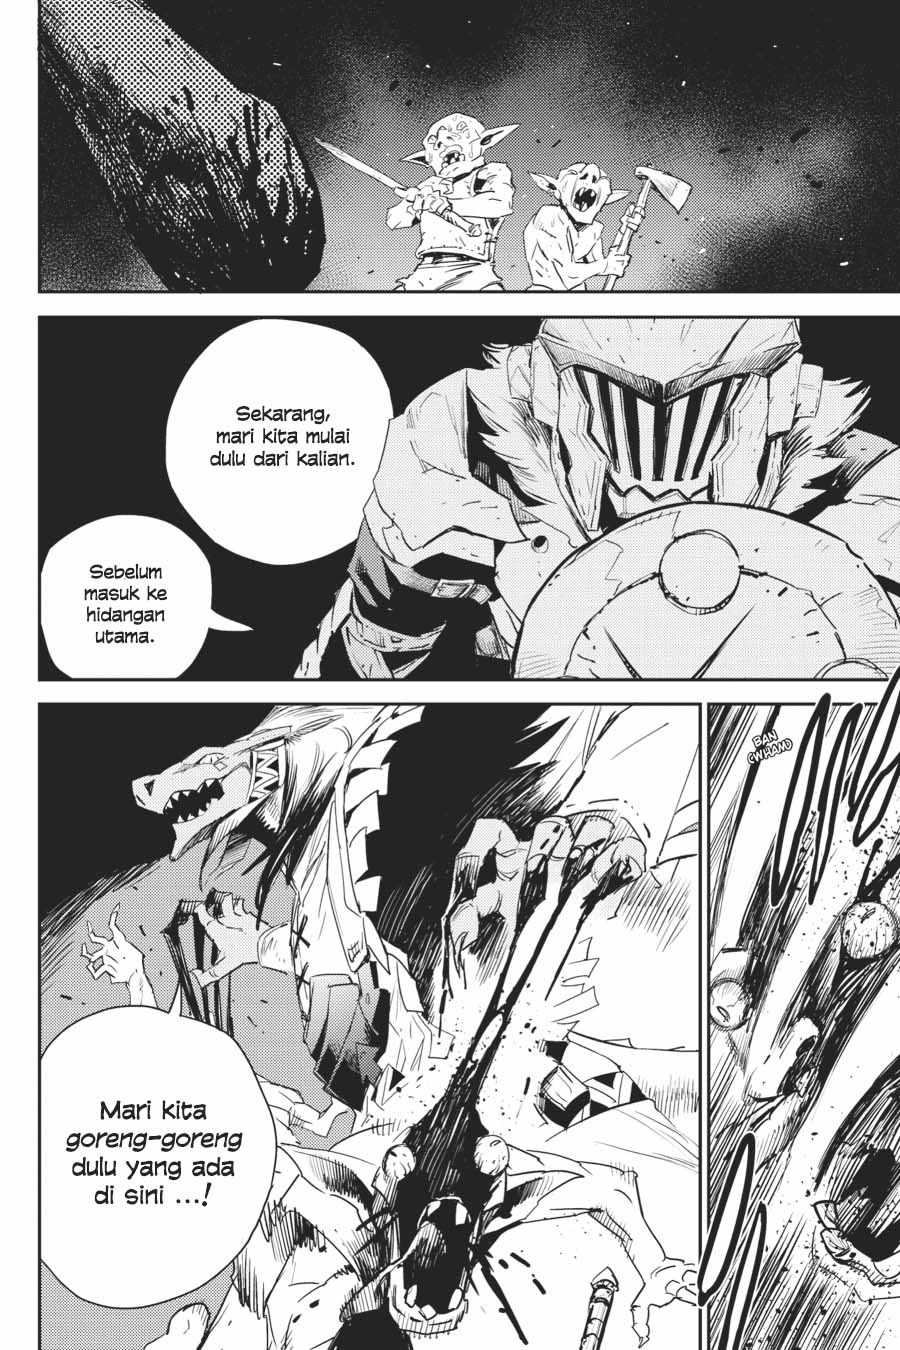 Sekarang,
mari kita mulai
dulu dari kalian.
Sebelum
masuk ke
hidangan
utama.
BAN
(WHAM)
Mari kita
goreng-goreng
dulu yang ada
di sini ...!